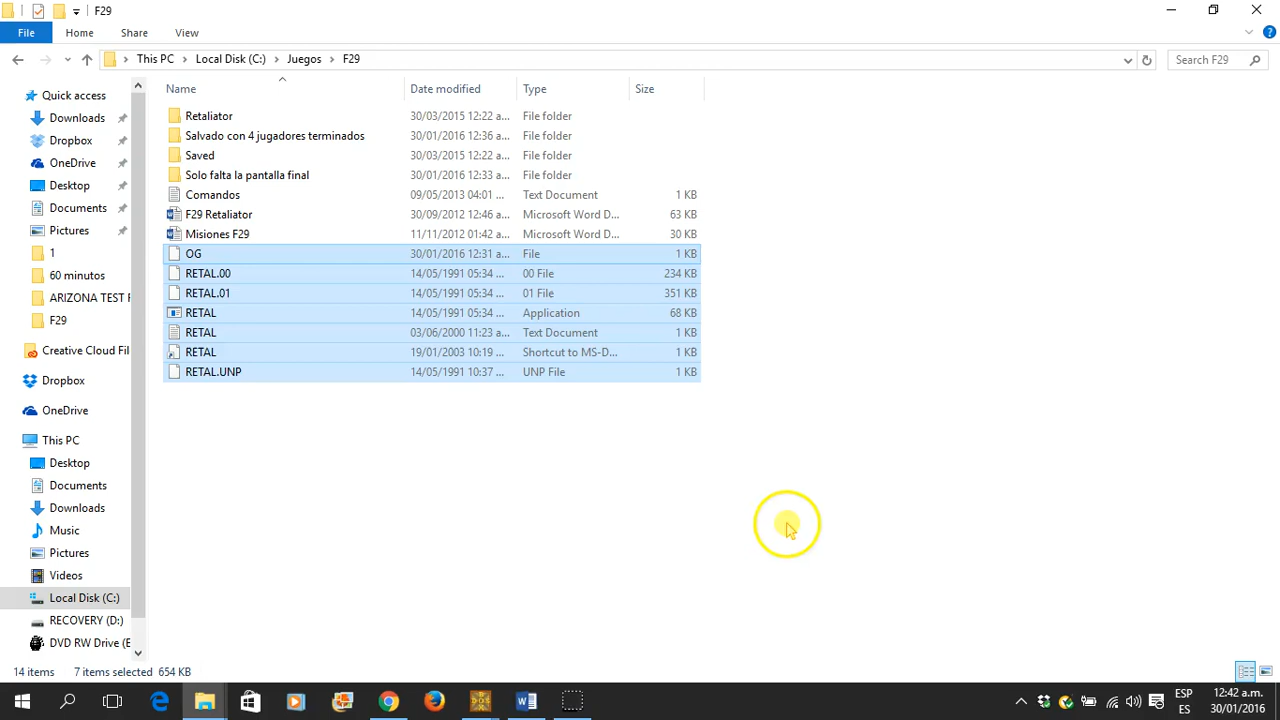 F29
File Home Share View
This PC Local Disk (C:) Juegos F29 Search F29
Name Date modified Type Size
Quick access
Downloads
Dropbox
OneDrive
Desktop
Documents
Pictures
1
60 minutos
ARIZONA TEST F
F29
Creative Cloud Fil
Dropbox
OneDrive
This PC
Desktop
Documents
Downloads
Music
Pictures
Videos
Local Disk (C:)
RECOVERY (D:)
DVD RW Drive (E
Retaliator 30/03/2015 12:22 a... File folder
Salvado con 4 jugadores terminados 30/01/2016 12:36 a... File folder
Saved 30/03/2015 12:22 a... File folder
Solo falta la pantalla final 30/01/2016 12:33 a... File folder
Comandos 09/05/2013 04:01 ... Text Document 1 KB
F29 Retaliator 30/09/2012 12:46 a... Microsoft Word D... 63 KB
Misiones F29 11/11/2012 01:42 a... Microsoft Word D... 30 KB
OG 30/01/2016 12:31 a... File 1 KB
RETAL.00 14/05/1991 05:34 ... 00 File 234 KB
RETAL.01 14/05/1991 05:34 ... 01 File 351 KB
RETAL 14/05/1991 05:34 ... Application 68 KB
RETAL 03/06/2000 11:23 a... Text Document 1 KB
RETAL 19/01/2003 10:19 ... Shortcut to MS-D... 1 KB
RETAL.UNP 14/05/1991 10:37 ... UNP File 1 KB
14 items 7 items selected 654 KB
ESP 12:42 a.m.
ES 30/01/2016